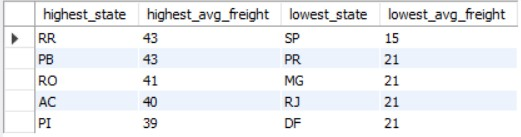 highest_state highest_avg_freight lowest_state lowest_avg_freight
RR 43 SP 15
PB 43 PR 21
RO 41 MG 21
AC 40 RJ 21
PI 39 DF 21